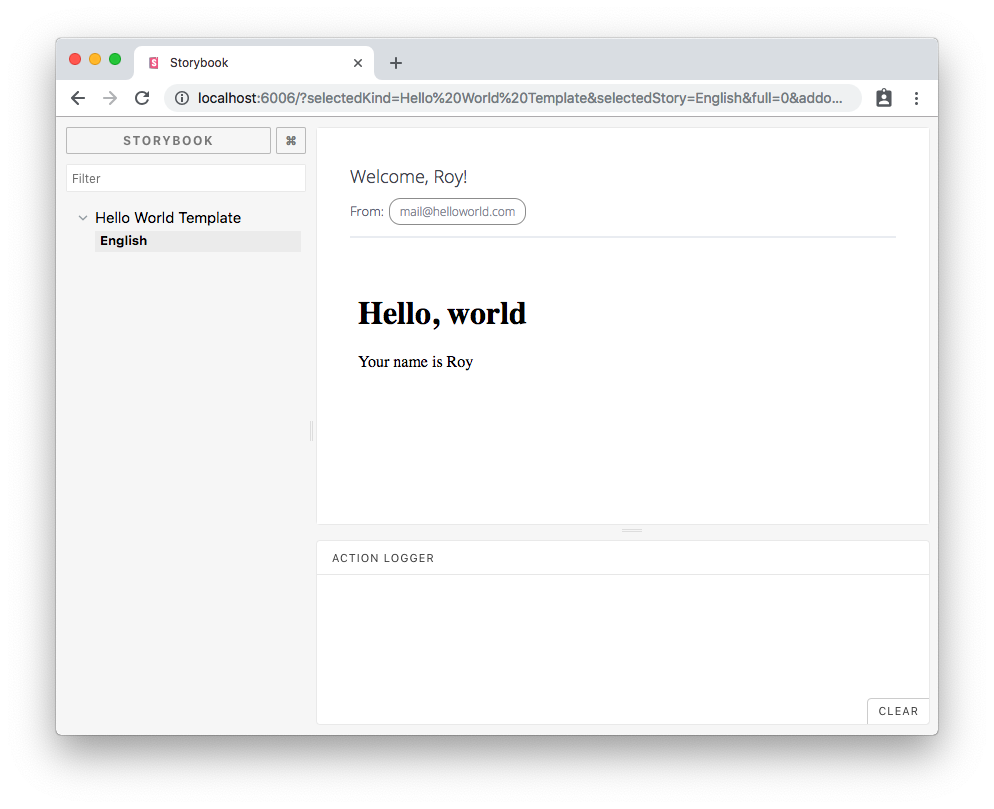 Storybook
localhost:6006/?selectedKind=Hello%20World%20Template&selectedStory=English&full=0&addo...
STORYBOOK
⌘
Filter
Hello World Template
English
Welcome, Roy!
From: mail@helloworld.com
Hello, world
Your name is Roy
ACTION LOGGER
CLEAR